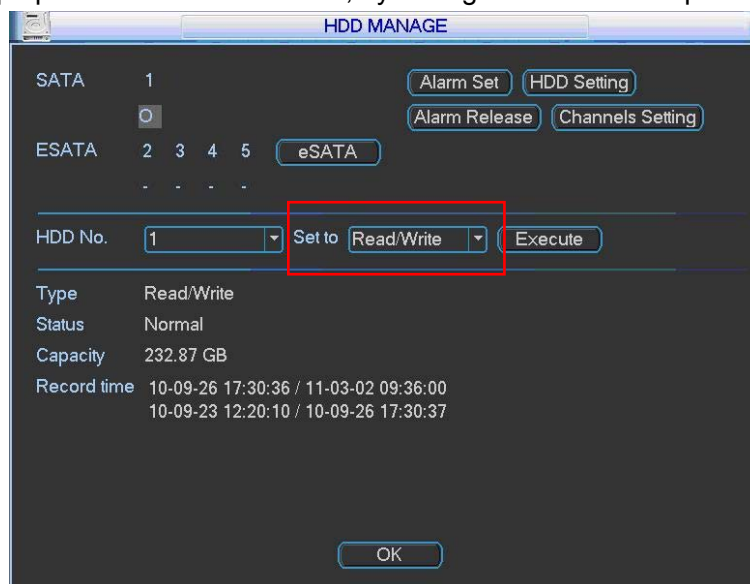 HDD MANAGE
SATA 1 Alarm Set HDD Setting
O Alarm Release Channels Setting
ESATA 2 3 4 5 eSATA
- - - -
HDD No. 1 Set to Read/Write Execute
Type Read/Write
Status Normal
Capacity 232.87 GB
Record time 10-09-26 17:30:36 / 11-03-02 09:36:00
10-09-23 12:20:10 / 10-09-26 17:30:37
OK